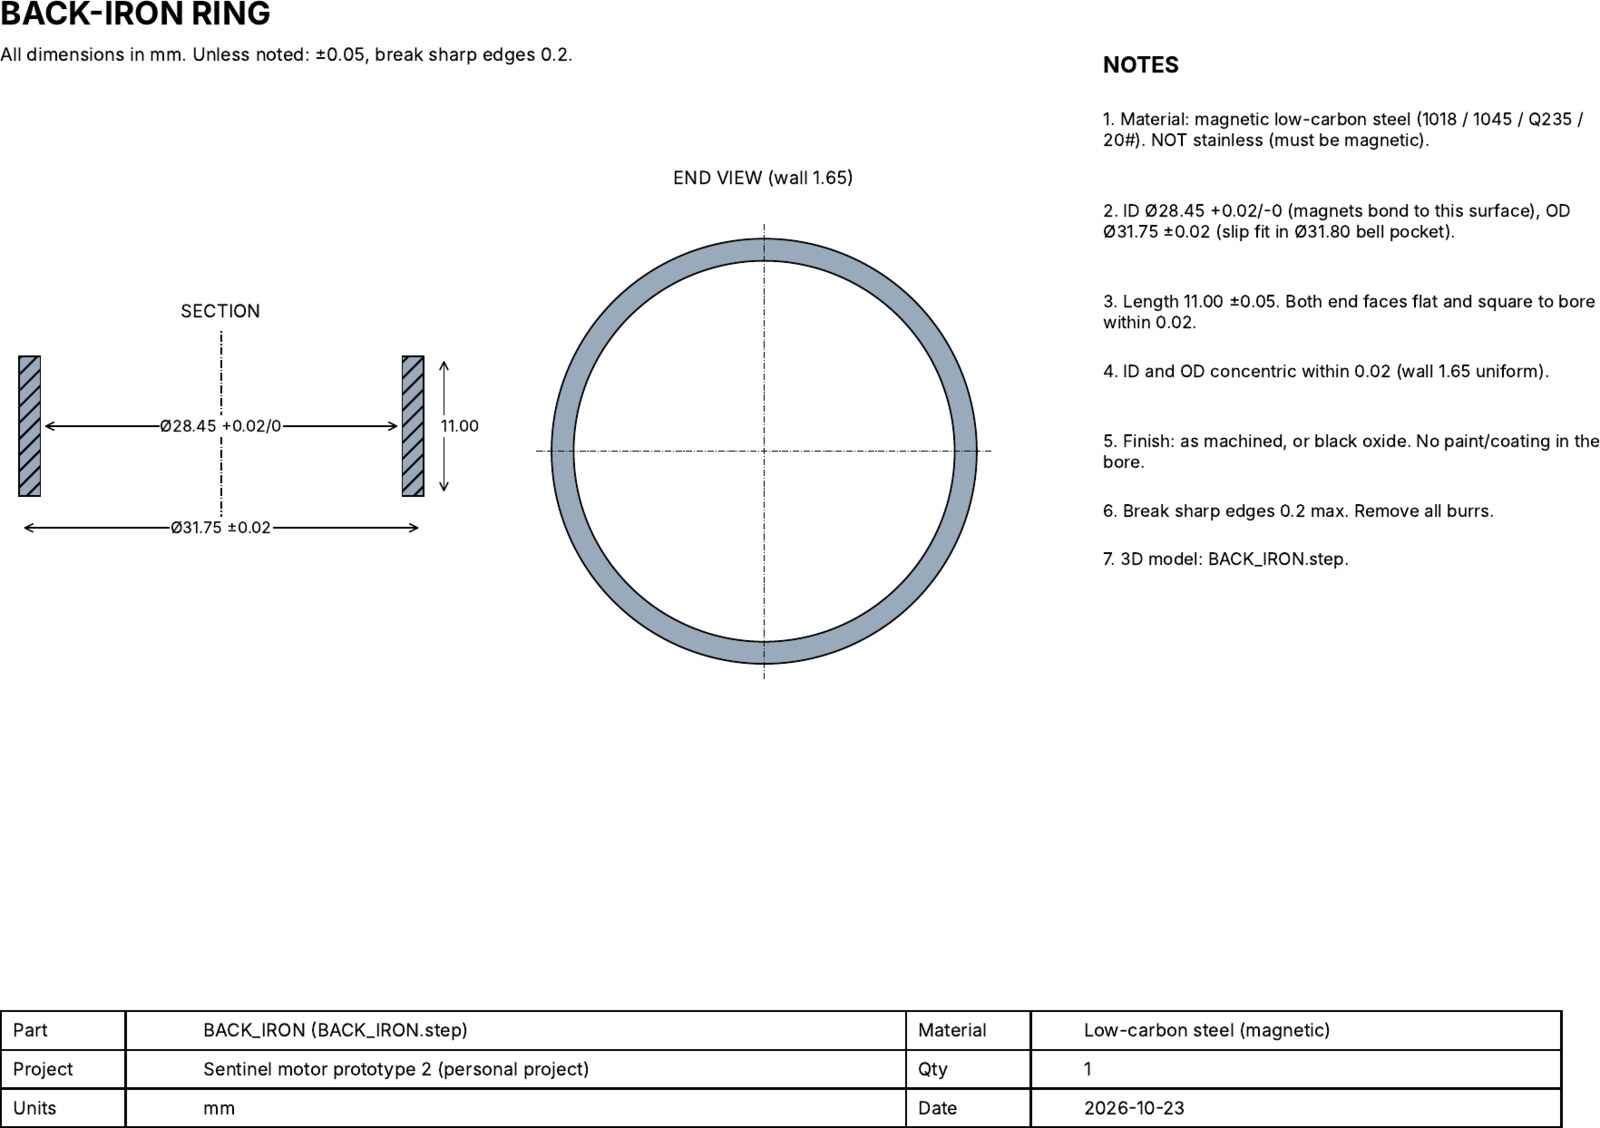 BACK-IRON RING
All dimensions in mm. Unless noted: ±0.05, break sharp edges 0.2.
NOTES
1. Material: magnetic low-carbon steel (1018 / 1045 / Q235 /
20#). NOT stainless (must be magnetic).
END VIEW (wall 1.65)
2. ID Ø28.45 +0.02/-0 (magnets bond to this surface), OD
Ø31.75 ±0.02 (slip fit in Ø31.80 bell pocket).
3. Length 11.00 ±0.05. Both end faces flat and square to bore
within 0.02.
SECTION
4. ID and OD concentric within 0.02 (wall 1.65 uniform).
Ø28.45 +0.02/0
11.00
5. Finish: as machined, or black oxide. No paint/coating in the
bore.
6. Break sharp edges 0.2 max. Remove all burrs.
Ø31.75 ±0.02
7. 3D model: BACK_IRON.step.
Part BACK_IRON (BACK_IRON.step) Material Low-carbon steel (magnetic)
Project Sentinel motor prototype 2 (personal project) Qty 1
Units mm Date 2026-10-23